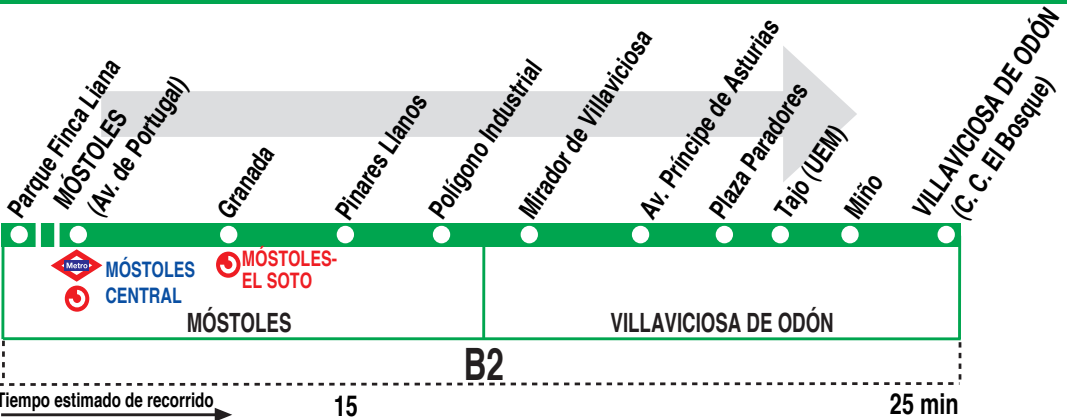 Parque Finca Liana
MÓSTOLES
(Av. de Portugal)
Granada
Pinares Llanos
Polígono Industrial
Mirador de Villaviciosa
Av. Príncipe de Asturias
Plaza Paradores
Tajo (UEM)
Miño
VILLAVICIOSA DE ODÓN
(C. C. El Bosque)
Metro
MÓSTOLES
CENTRAL
MÓSTOLES-
EL SOTO
MÓSTOLES
VILLAVICIOSA DE ODÓN
B2
Tiempo estimado de recorrido
15
25 min